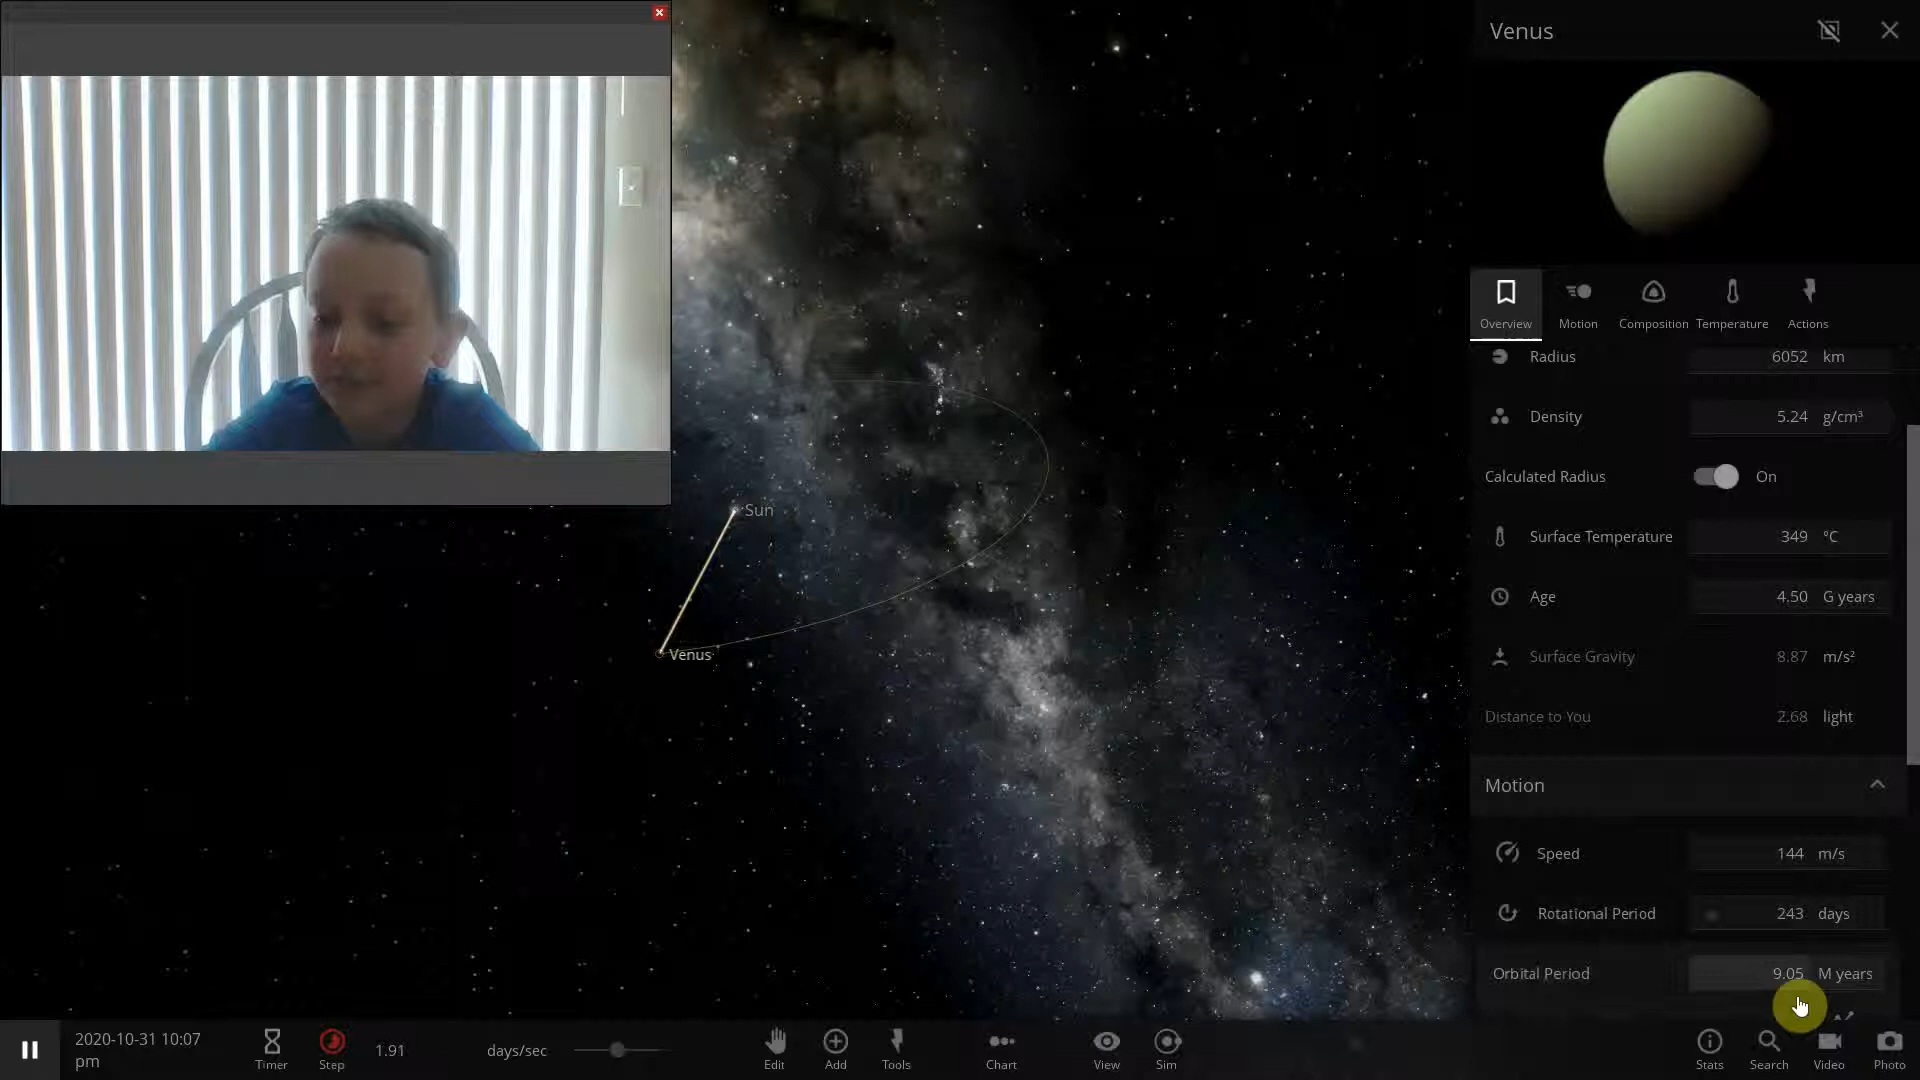 Venus
Overview
Motion
Composition
Temperature
Actions
Radius 6052 km
Density 5.24 g/cm³
Calculated Radius On
Surface Temperature 349 °C
Age 4.50 G years
Surface Gravity 8.87 m/s²
Distance to You 2.68 light
Motion
Speed 144 m/s
Rotational Period 243 days
Orbital Period 9.05 M years
Sun
Venus
2020-10-31 10:07
pm
Timer
Step
1.91 days/sec
Edit
Add
Tools
Chart
View
Sim
Stats
Search
Video
Photo